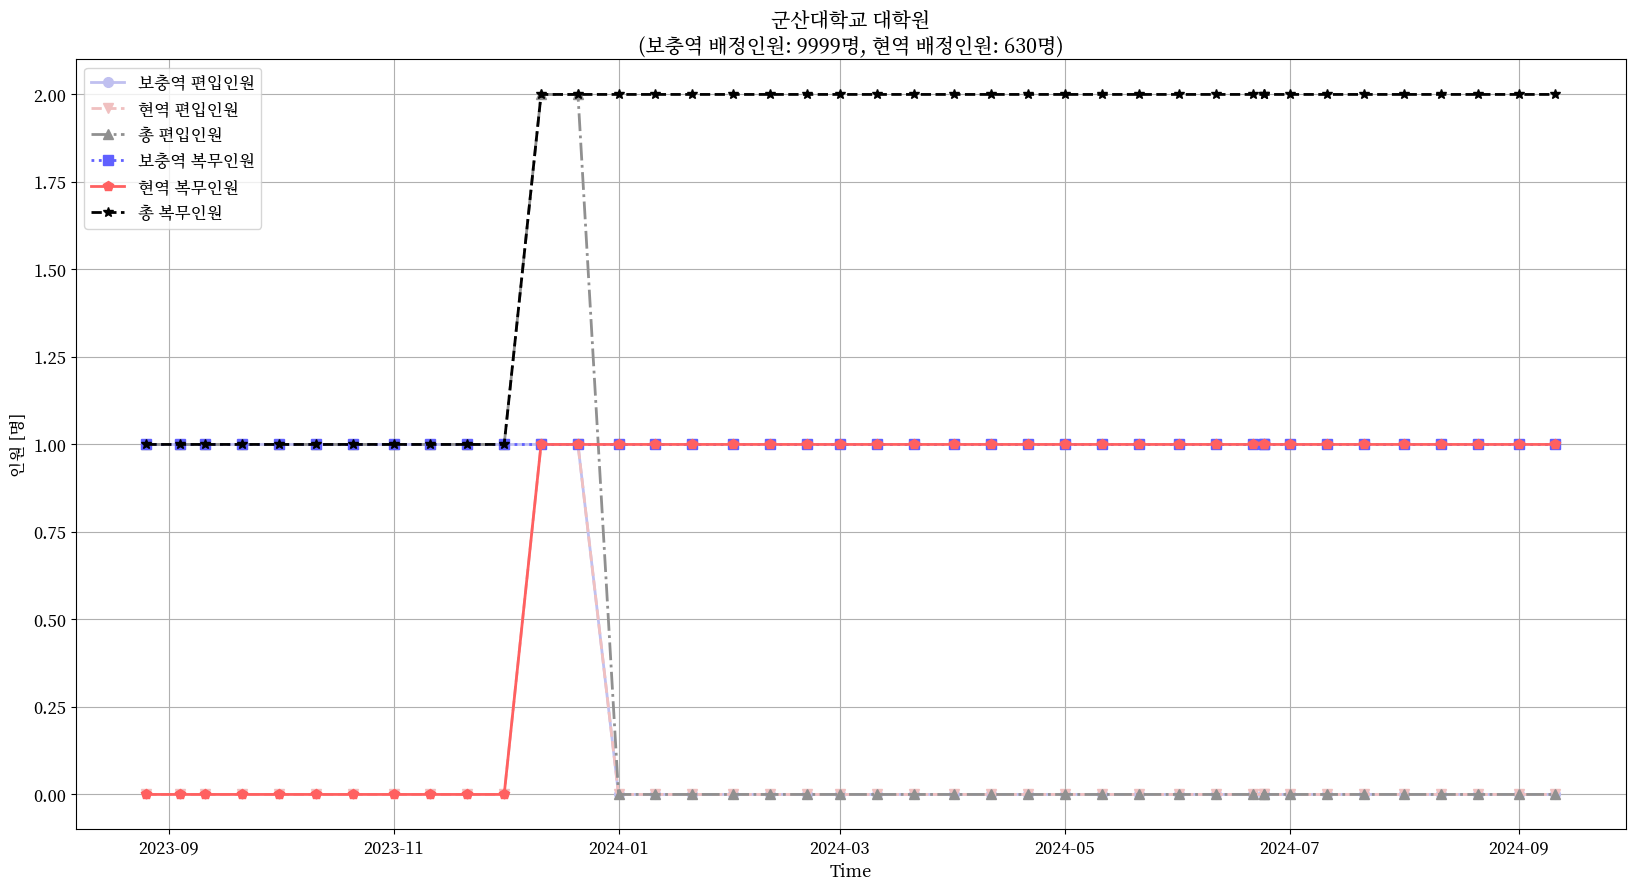 군산대학교 대학원
(보충역 배정인원: 9999명, 현역 배정인원: 630명)
보충역 편입인원
현역 편입인원
총 편입인원
보충역 복무인원
현역 복무인원
총 복무인원
인원 [명]
2.00
1.75
1.50
1.25
1.00
0.75
0.50
0.25
0.00
2023-09 2023-11 2024-01 2024-03 2024-05 2024-07 2024-09
Time